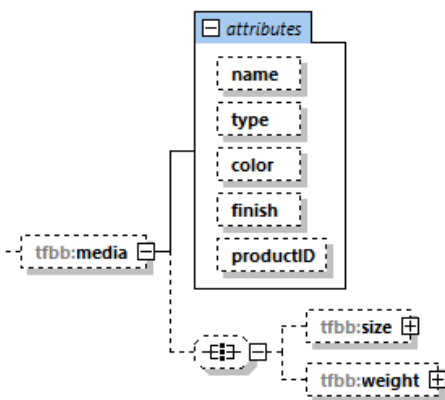 attributes
name
type
color
finish
tfbb:media
productID
tfbb:size
tfbb:weight